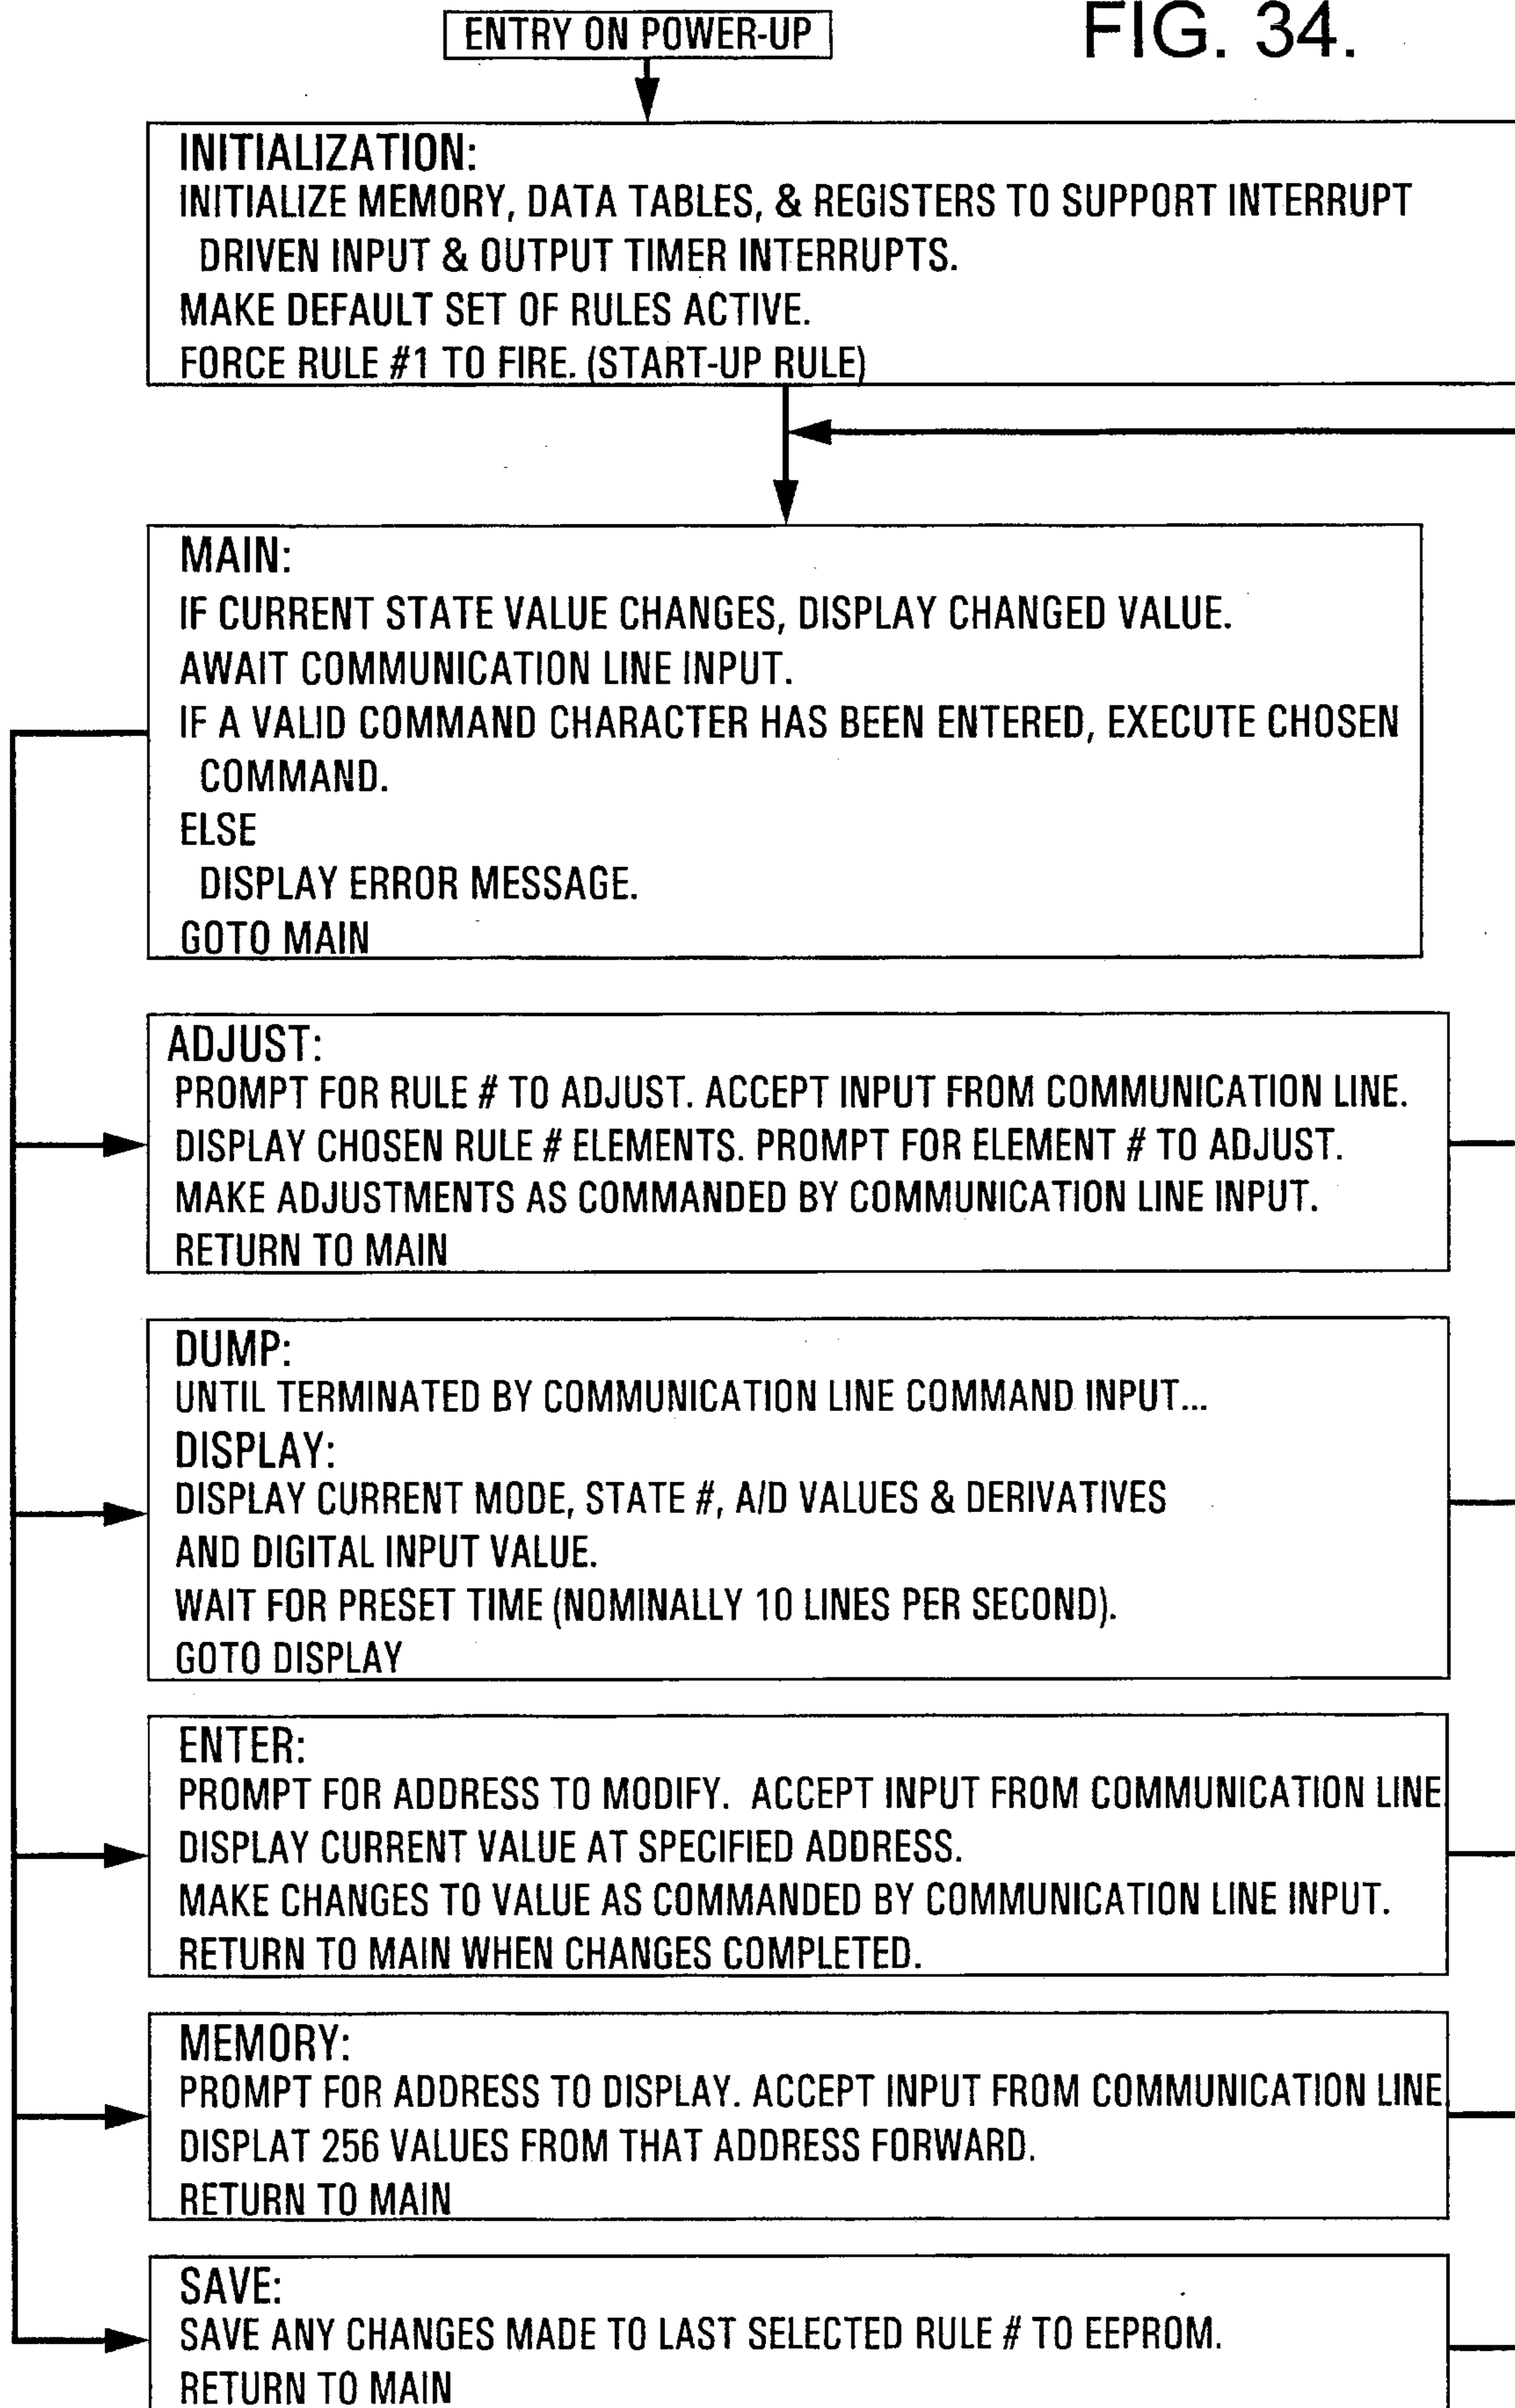 FIG. 34.
ENTRY ON POWER-UP
INITIALIZATION:
INITIALIZE MEMORY, DATA TABLES, & REGISTERS TO SUPPORT INTERRUPT
DRIVEN INPUT & OUTPUT TIMER INTERRUPTS.
MAKE DEFAULT SET OF RULES ACTIVE.
FORCE RULE #1 TO FIRE. (START-UP RULE)
MAIN:
IF CURRENT STATE VALUE CHANGES, DISPLAY CHANGED VALUE.
AWAIT COMMUNICATION LINE INPUT.
IF A VALID COMMAND CHARACTER HAS BEEN ENTERED, EXECUTE CHOSEN
COMMAND.
ELSE
DISPLAY ERROR MESSAGE.
GOTO MAIN
ADJUST:
PROMPT FOR RULE # TO ADJUST. ACCEPT INPUT FROM COMMUNICATION LINE.
DISPLAY CHOSEN RULE # ELEMENTS. PROMPT FOR ELEMENT # TO ADJUST.
MAKE ADJUSTMENTS AS COMMANDED BY COMMUNICATION LINE INPUT.
RETURN TO MAIN
DUMP:
UNTIL TERMINATED BY COMMUNICATION LINE COMMAND INPUT...
DISPLAY:
DISPLAY CURRENT MODE, STATE #, A/D VALUES & DERIVATIVES
AND DIGITAL INPUT VALUE.
WAIT FOR PRESET TIME (NOMINALLY 10 LINES PER SECOND).
GOTO DISPLAY
ENTER:
PROMPT FOR ADDRESS TO MODIFY. ACCEPT INPUT FROM COMMUNICATION LINE.
DISPLAY CURRENT VALUE AT SPECIFIED ADDRESS.
MAKE CHANGES TO VALUE AS COMMANDED BY COMMUNICATION LINE INPUT.
RETURN TO MAIN WHEN CHANGES COMPLETED.
MEMORY:
PROMPT FOR ADDRESS TO DISPLAY. ACCEPT INPUT FROM COMMUNICATION LINE.
DISPLAT 256 VALUES FROM THAT ADDRESS FORWARD.
RETURN TO MAIN
SAVE:
SAVE ANY CHANGES MADE TO LAST SELECTED RULE # TO EEPROM.
RETURN TO MAIN